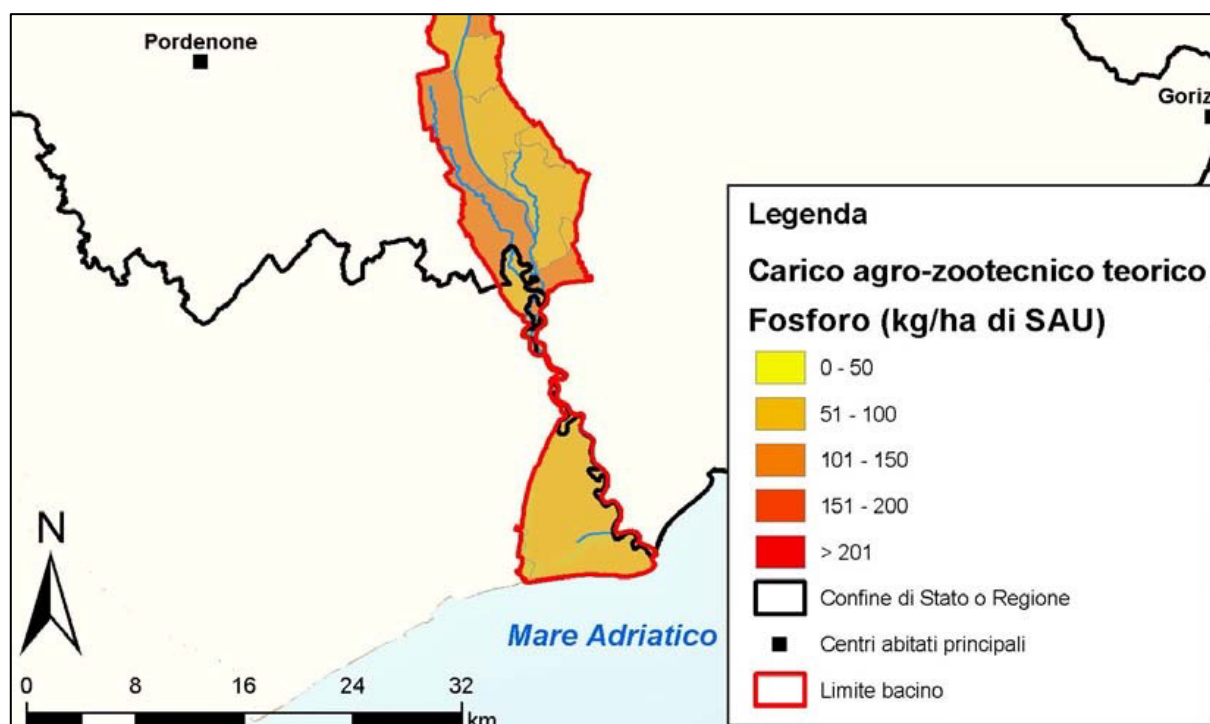 Pordenone
Goriz
Legenda
Carico agro-zootecnico teorico
Fosforo (kg/ha di SAU)
0 - 50
51 - 100
101 - 150
151 - 200
> 201
Confine di Stato o Regione
Centri abitati principali
Limite bacino
N
Mare Adriatico
0 8 16 24 32
km